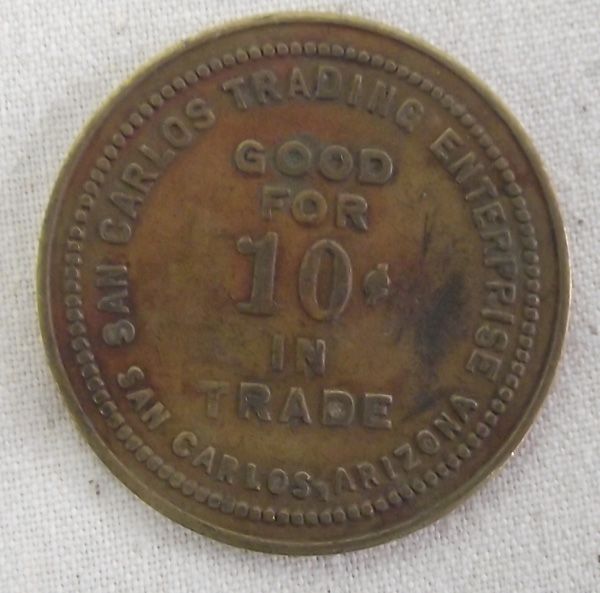 SAN CARLOS TRADING ENTERPRISE
GOOD
FOR
10¢
IN
TRADE
SAN CARLOS, ARIZONA